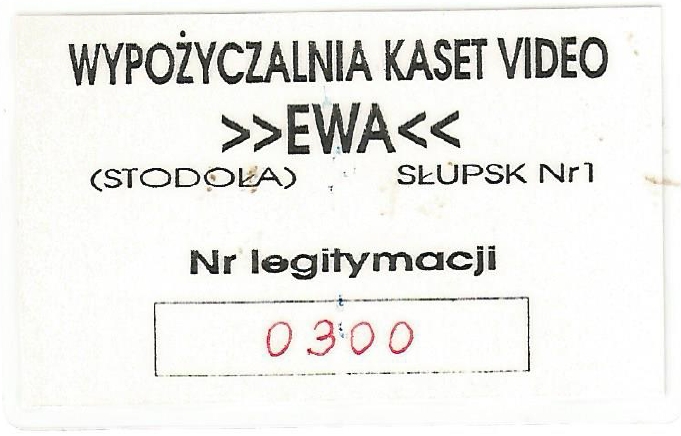 WYPOŻYCZALNIA KASET VIDEO
>>EWA<<
(STODOŁA) SŁUPSK Nr1
Nr legitymacji
0300